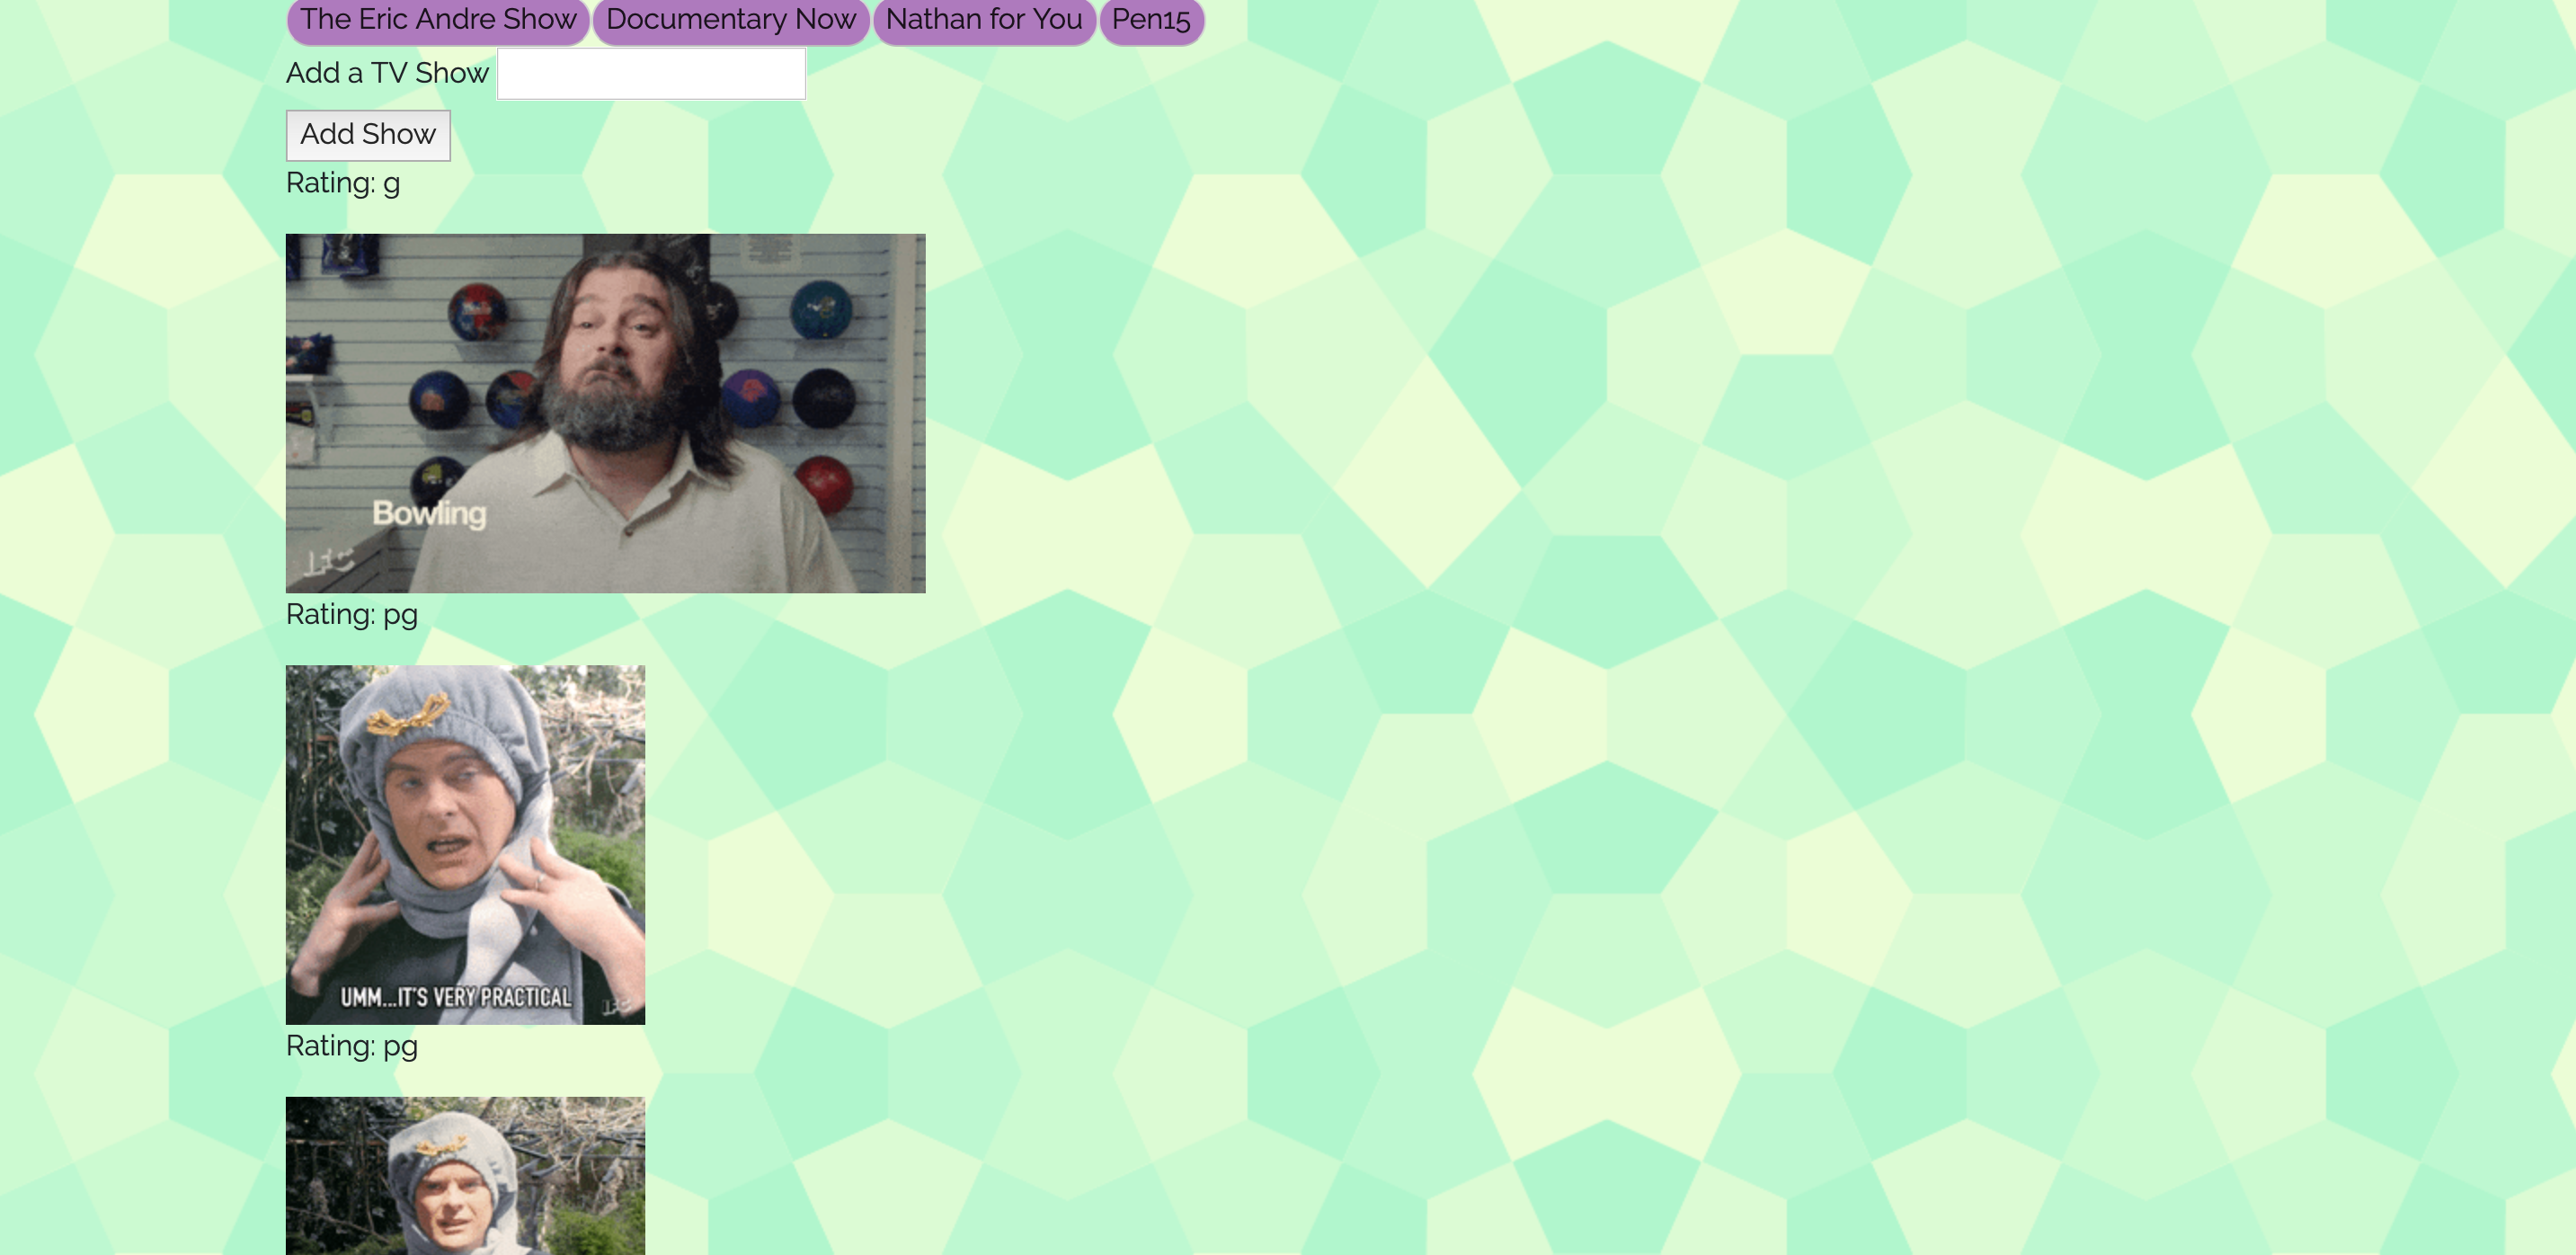 The Eric Andre Show Documentary Now Nathan for You Pen15
Add a TV Show
Add Show
Rating: g
Bowling
IFC
Rating: pg
UMM...IT'S VERY PRACTICAL
IFC
Rating: pg